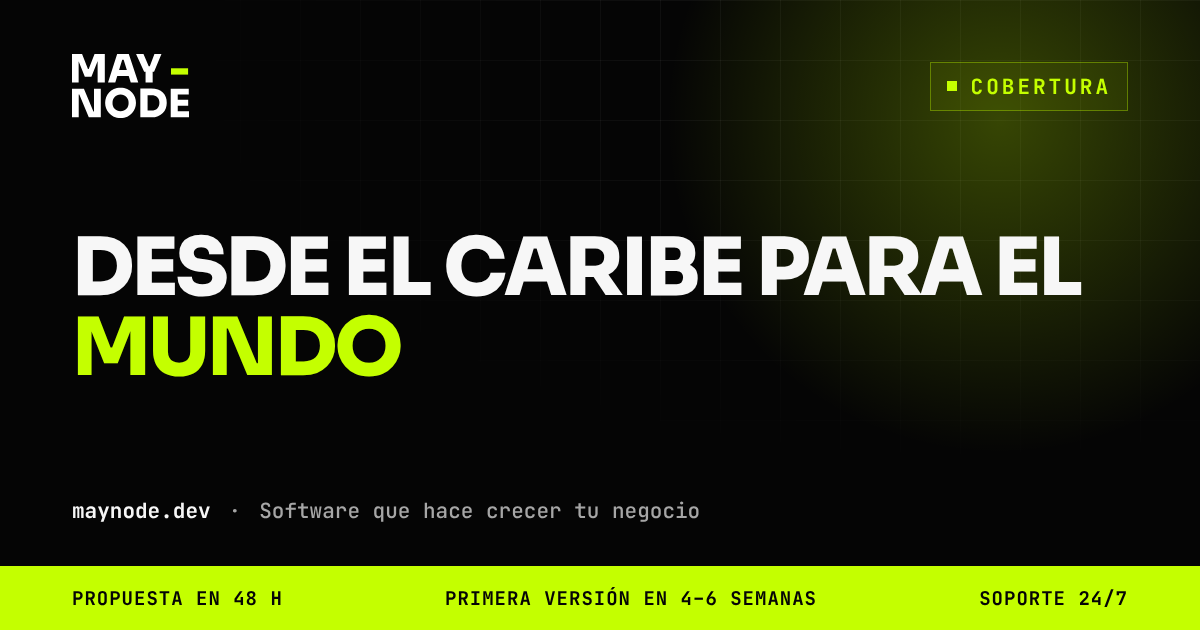 MAY-
NODE
COBERTURA
DESDE EL CARIBE PARA EL
MUNDO
maynode.dev · Software que hace crecer tu negocio
PROPUESTA EN 48 H
PRIMERA VERSIÓN EN 4–6 SEMANAS
SOPORTE 24/7